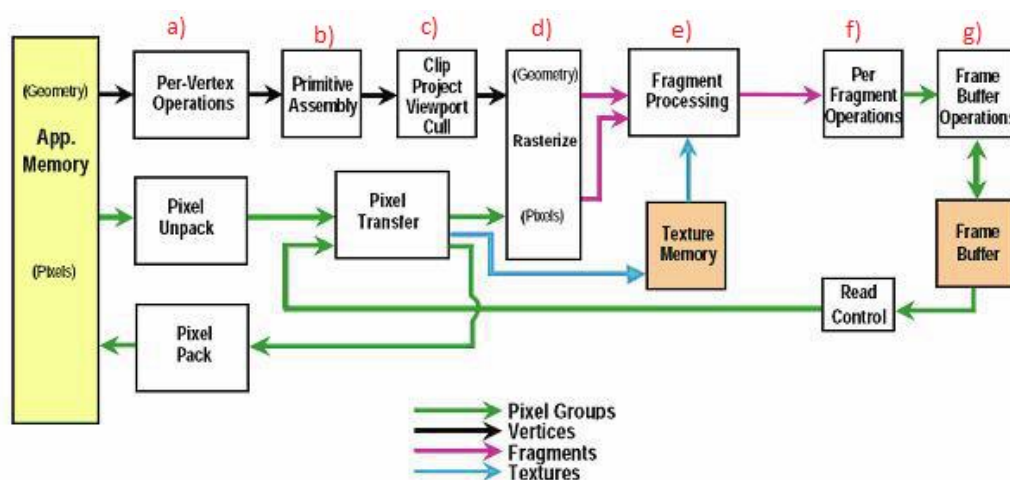 a)
b)
c)
d)
e)
f)
g)
(Geometry)
App.
Memory
(Pixels)
Per-Vertex
Operations
Primitive
Assembly
Clip
Project
Viewport
Cull
(Geometry)
Rasterize
(Pixels)
Fragment
Processing
Per
Fragment
Operations
Frame
Buffer
Operations
Pixel
Unpack
Pixel
Transfer
Texture
Memory
Frame
Buffer
Read
Control
Pixel
Pack
Pixel Groups
Vertices
Fragments
Textures